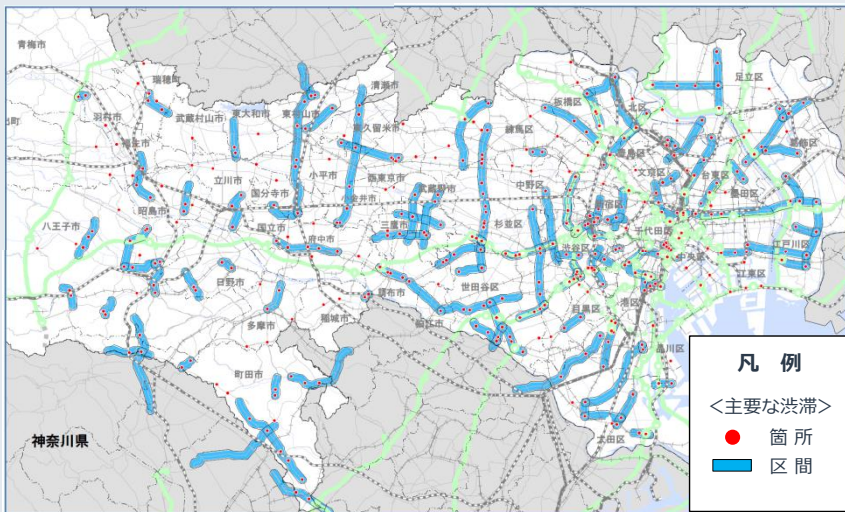 青梅市
瑞穂町
清瀬市
足立区
板橋区
北区
羽村市
武蔵村山市
東大和市
東村山市
東久留米市
練馬区
豊島区
葛飾区
福生市
文京区
台東区
墨田区
立川市
小平市
西東京市
武蔵野市
中野区
国分寺市
小金井市
新宿区
昭島市
三鷹市
杉並区
千代田区
八王子市
国立市
府中市
渋谷区
中央区
江戸川区
江東区
日野市
調布市
世田谷区
多摩市
稲城市
狛江市
目黒区
港区
品川区
町田市
大田区
神奈川県
凡 例
<主要な渋滞>
箇 所
区 間